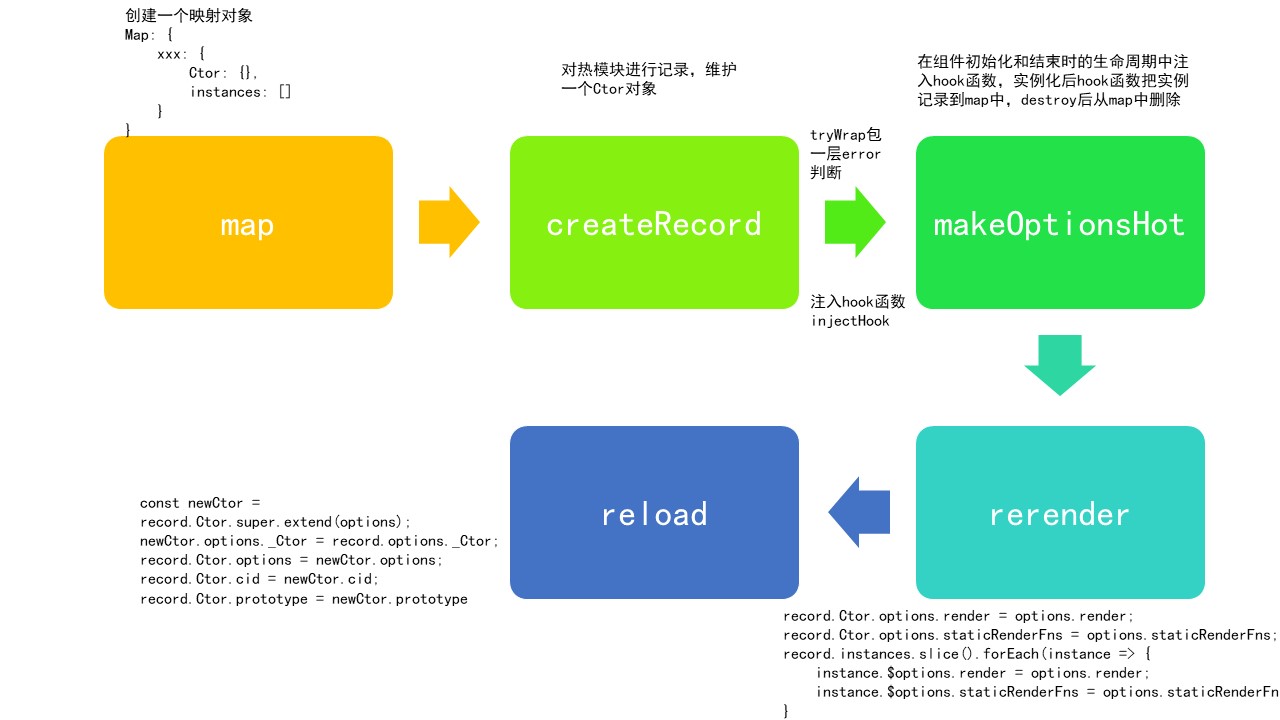 创建一个映射对象
Map: {
    xxx: {
        Ctor: {},
        instances: []
    }
}
map
对热模块进行记录，维护
一个Ctor对象
createRecord
tryWrap包
一层error
判断
注入hook函数
injectHook
在组件初始化和结束时的生命周期中注
入hook函数，实例化后hook函数把实例
记录到map中，destroy后从map中删除
makeOptionsHot
rerender
record.Ctor.options.render = options.render;
record.Ctor.options.staticRenderFns = options.staticRenderFns;
record.instances.slice().forEach(instance => {
    instance.$options.render = options.render;
    instance.$options.staticRenderFns = options.staticRenderFn
}
reload
const newCtor =
record.Ctor.super.extend(options);
newCtor.options._Ctor = record.options._Ctor;
record.Ctor.options = newCtor.options;
record.Ctor.cid = newCtor.cid;
record.Ctor.prototype = newCtor.prototype